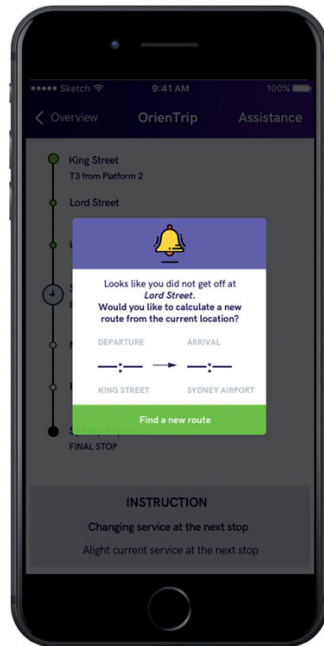 Sketch 9:41 AM 100%
Overview OrienTrip Assistance
King Street
T3 from Platform 2
Lord Street
Looks like you did not get off at
Lord Street.
Would you like to calculate a new
route from the current location?
DEPARTURE ARRIVAL
—:— → —:—
KING STREET SYDNEY AIRPORT
Find a new route
FINAL STOP
INSTRUCTION
Changing service at the next stop
Alight current service at the next stop